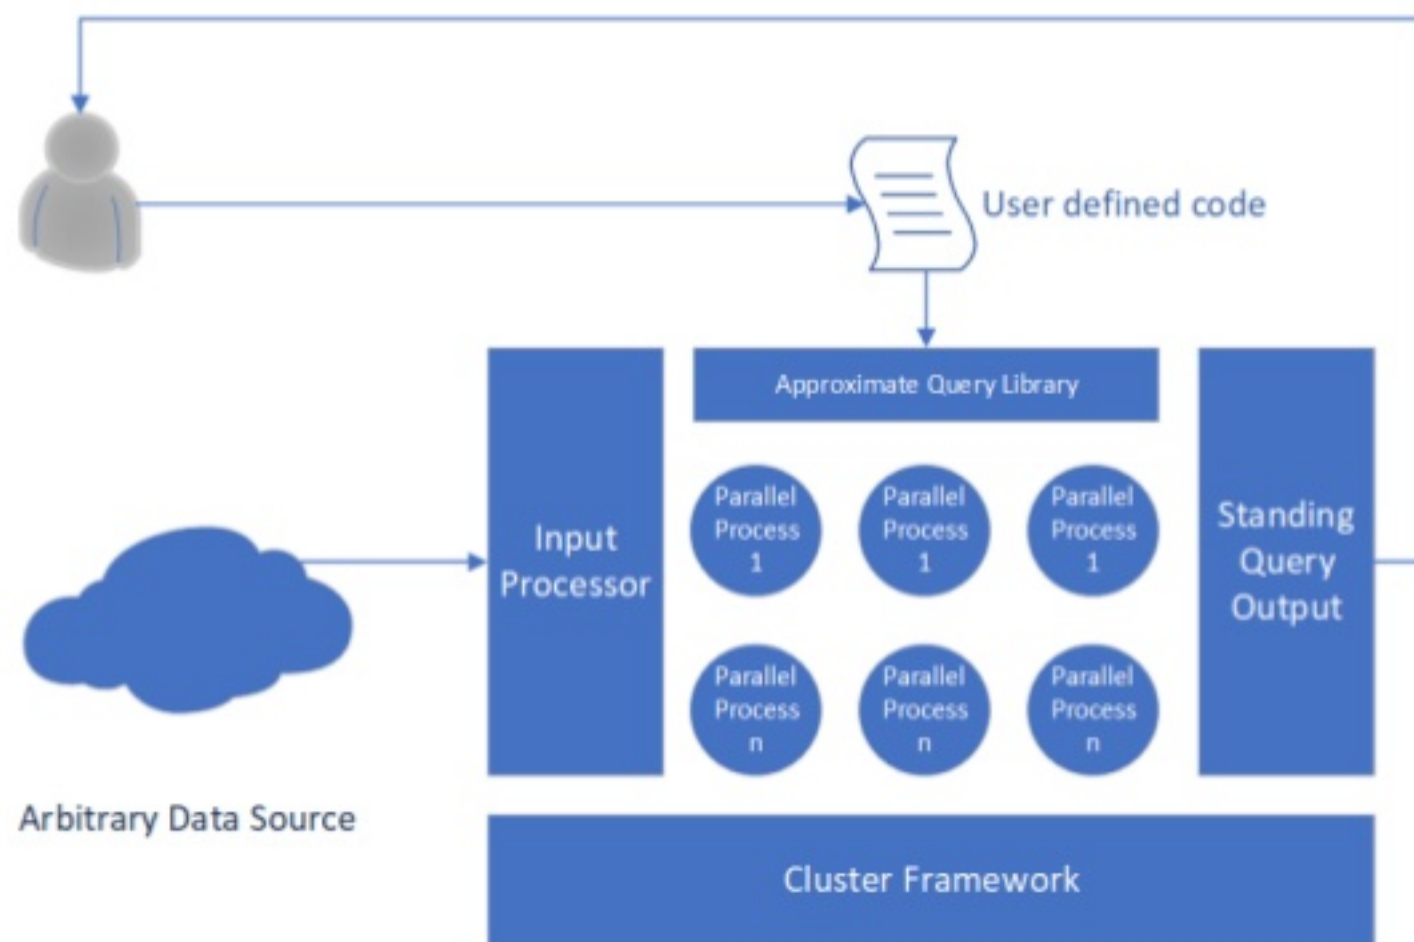 User defined code
Approximate Query Library
Input
Processor
Parallel
Process
1
Parallel
Process
1
Parallel
Process
1
Standing
Query
Output
Parallel
Process
n
Parallel
Process
n
Parallel
Process
n
Arbitrary Data Source
Cluster Framework